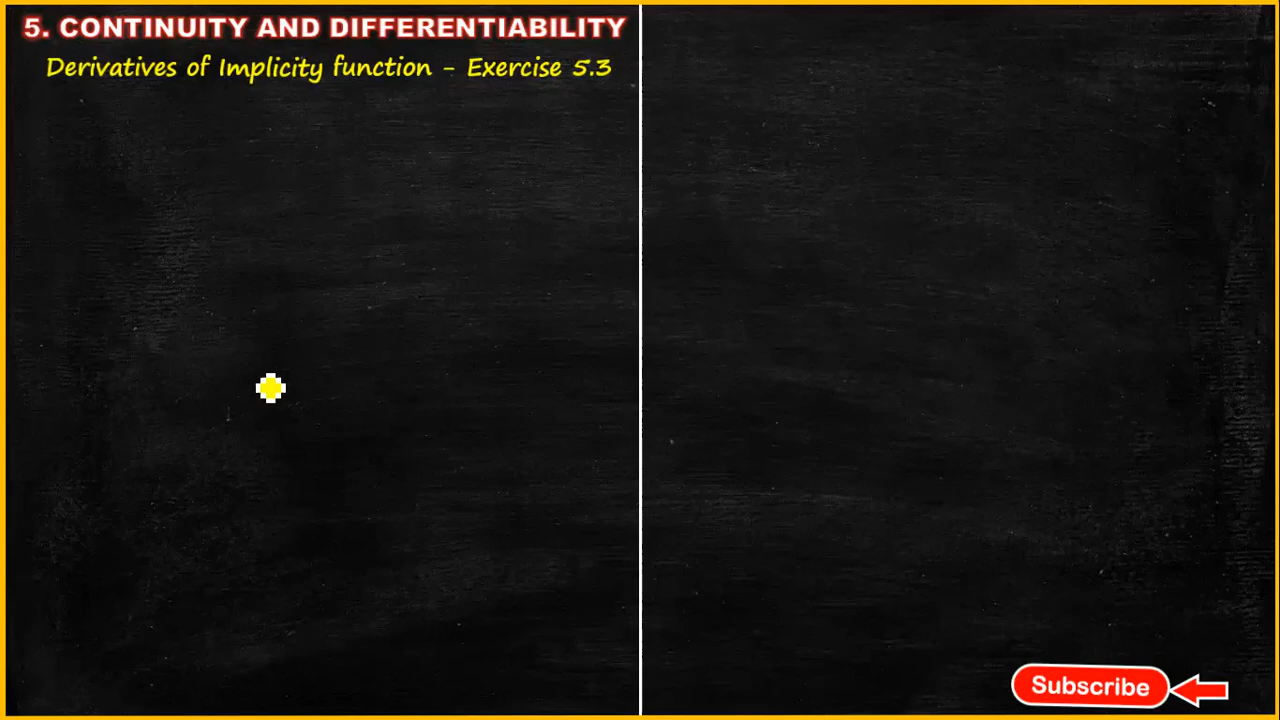 5. CONTINUITY AND DIFFERENTIABILITY
Derivatives of Implicity function - Exercise 5.3
Subscribe